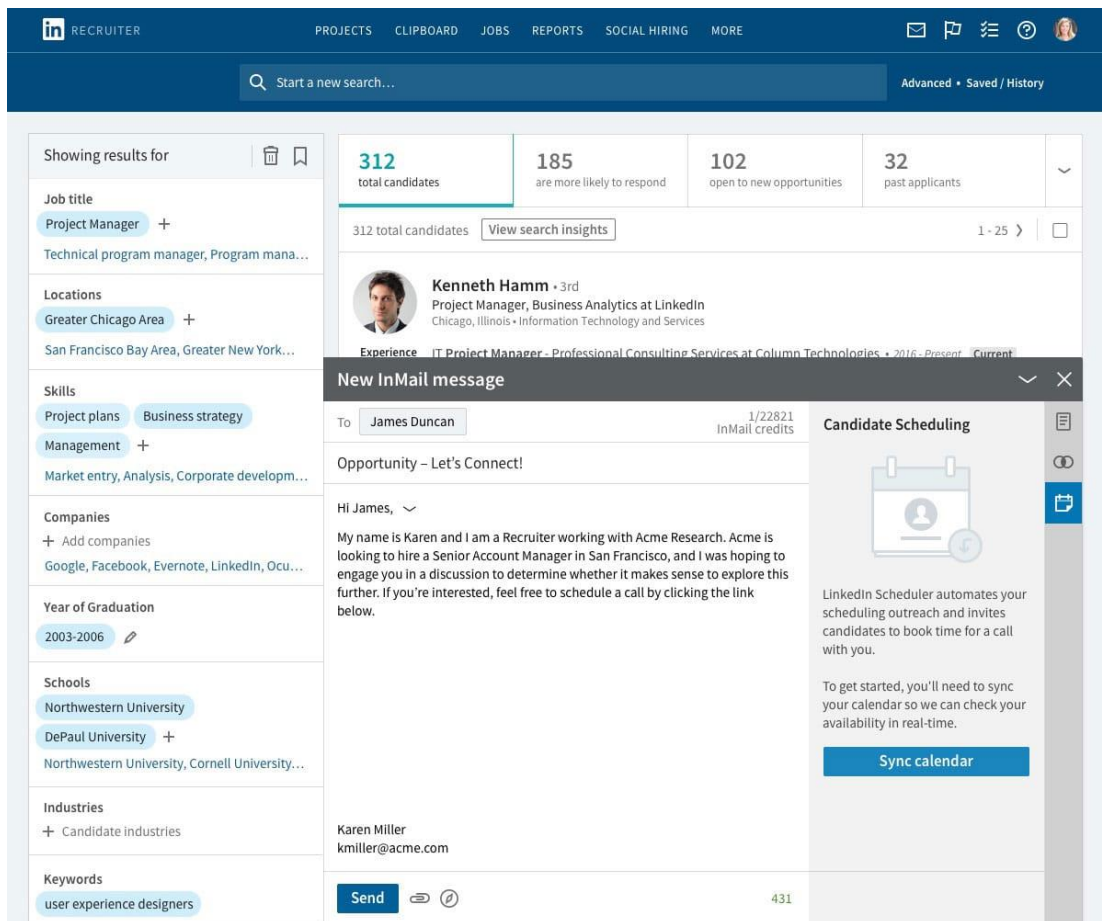 in RECRUITER
PROJECTS CLIPBOARD JOBS REPORTS SOCIAL HIRING MORE
Start a new search...
Advanced • Saved / History
Showing results for
Job title
Project Manager +
Technical program manager, Program mana...
Locations
Greater Chicago Area +
San Francisco Bay Area, Greater New York...
Skills
Project plans Business strategy
Management +
Market entry, Analysis, Corporate developm...
Companies
+ Add companies
Google, Facebook, Evernote, LinkedIn, Ocu...
Year of Graduation
2003-2006
Schools
Northwestern University
DePaul University +
Northwestern University, Cornell University...
Industries
+ Candidate industries
Keywords
user experience designers
312 185 102 32
total candidates are more likely to respond open to new opportunities past applicants
312 total candidates View search insights 1 - 25
Kenneth Hamm • 3rd
Project Manager, Business Analytics at LinkedIn
Chicago, Illinois • Information Technology and Services
Experience IT Project Manager - Professional Consulting Services at Column Technologies • 2016 - Present Current
New InMail message
To James Duncan 1/22821
InMail credits
Opportunity – Let's Connect!
Hi James,
My name is Karen and I am a Recruiter working with Acme Research. Acme is
looking to hire a Senior Account Manager in San Francisco, and I was hoping to
engage you in a discussion to determine whether it makes sense to explore this
further. If you're interested, feel free to schedule a call by clicking the link
below.
Karen Miller
kmiller@acme.com
Send 431
Candidate Scheduling
LinkedIn Scheduler automates your
scheduling outreach and invites
candidates to book time for a call
with you.
To get started, you'll need to sync
your calendar so we can check your
availability in real-time.
Sync calendar